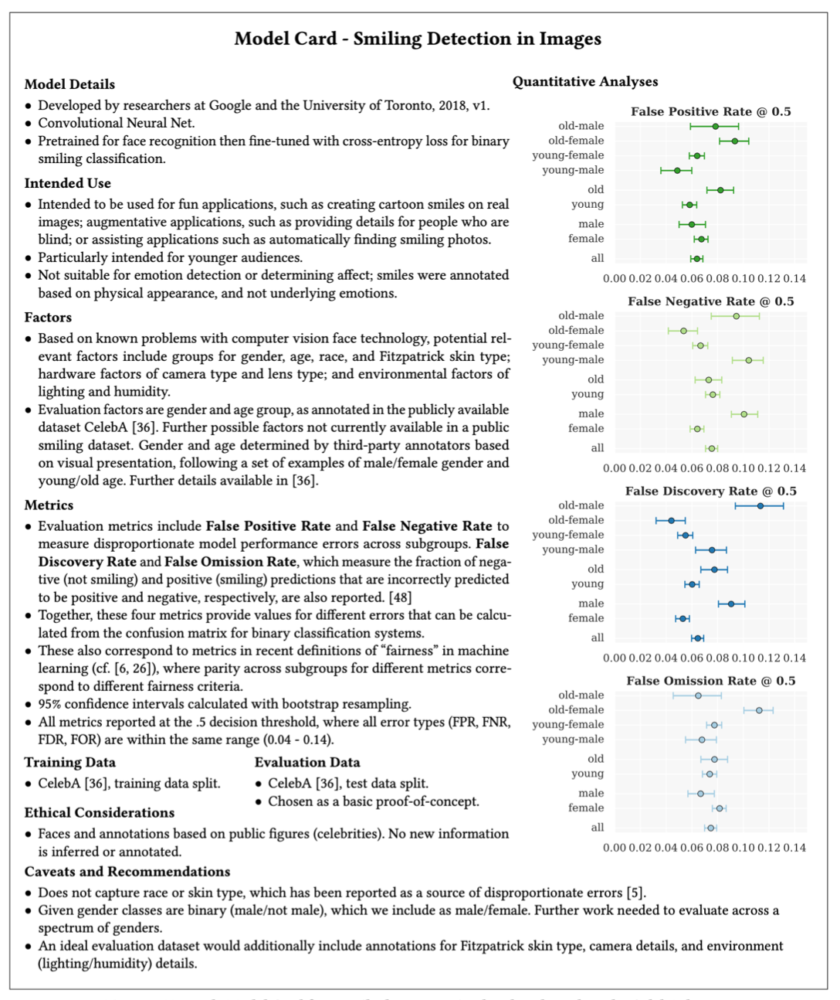 Model Card - Smiling Detection in Images
Model Details
• Developed by researchers at Google and the University of Toronto, 2018, v1.
• Convolutional Neural Net.
• Pretrained for face recognition then fine-tuned with cross-entropy loss for binary
smiling classification.
Intended Use
• Intended to be used for fun applications, such as creating cartoon smiles on real
images; augmentative applications, such as providing details for people who are
blind; or assisting applications such as automatically finding smiling photos.
• Particularly intended for younger audiences.
• Not suitable for emotion detection or determining affect; smiles were annotated
based on physical appearance, and not underlying emotions.
Factors
• Based on known problems with computer vision face technology, potential rel-
evant factors include groups for gender, age, race, and Fitzpatrick skin type;
hardware factors of camera type and lens type; and environmental factors of
lighting and humidity.
• Evaluation factors are gender and age group, as annotated in the publicly available
dataset CelebA [36]. Further possible factors not currently available in a public
smiling dataset. Gender and age determined by third-party annotators based
on visual presentation, following a set of examples of male/female gender and
young/old age. Further details available in [36].
Metrics
• Evaluation metrics include False Positive Rate and False Negative Rate to
measure disproportionate model performance errors across subgroups. False
Discovery Rate and False Omission Rate, which measure the fraction of nega-
tive (not smiling) and positive (smiling) predictions that are incorrectly predicted
to be positive and negative, respectively, are also reported. [48]
• Together, these four metrics provide values for different errors that can be calcu-
lated from the confusion matrix for binary classification systems.
• These also correspond to metrics in recent definitions of “fairness” in machine
learning (cf. [6, 26]), where parity across subgroups for different metrics corre-
spond to different fairness criteria.
• 95% confidence intervals calculated with bootstrap resampling.
• All metrics reported at the .5 decision threshold, where all error types (FPR, FNR,
FDR, FOR) are within the same range (0.04 - 0.14).
Training Data
• CelebA [36], training data split.
Evaluation Data
• CelebA [36], test data split.
• Chosen as a basic proof-of-concept.
Ethical Considerations
• Faces and annotations based on public figures (celebrities). No new information
is inferred or annotated.
Quantitative Analyses
False Positive Rate @ 0.5
old-male
old-female
young-female
young-male
old
young
male
female
all
0.00 0.02 0.04 0.06 0.08 0.10 0.12 0.14
False Negative Rate @ 0.5
old-male
old-female
young-female
young-male
old
young
male
female
all
0.00 0.02 0.04 0.06 0.08 0.10 0.12 0.14
False Discovery Rate @ 0.5
old-male
old-female
young-female
young-male
old
young
male
female
all
0.00 0.02 0.04 0.06 0.08 0.10 0.12 0.14
False Omission Rate @ 0.5
old-male
old-female
young-female
young-male
old
young
male
female
all
0.00 0.02 0.04 0.06 0.08 0.10 0.12 0.14
Caveats and Recommendations
• Does not capture race or skin type, which has been reported as a source of disproportionate errors [5].
• Given gender classes are binary (male/not male), which we include as male/female. Further work needed to evaluate across a
spectrum of genders.
• An ideal evaluation dataset would additionally include annotations for Fitzpatrick skin type, camera details, and environment
(lighting/humidity) details.